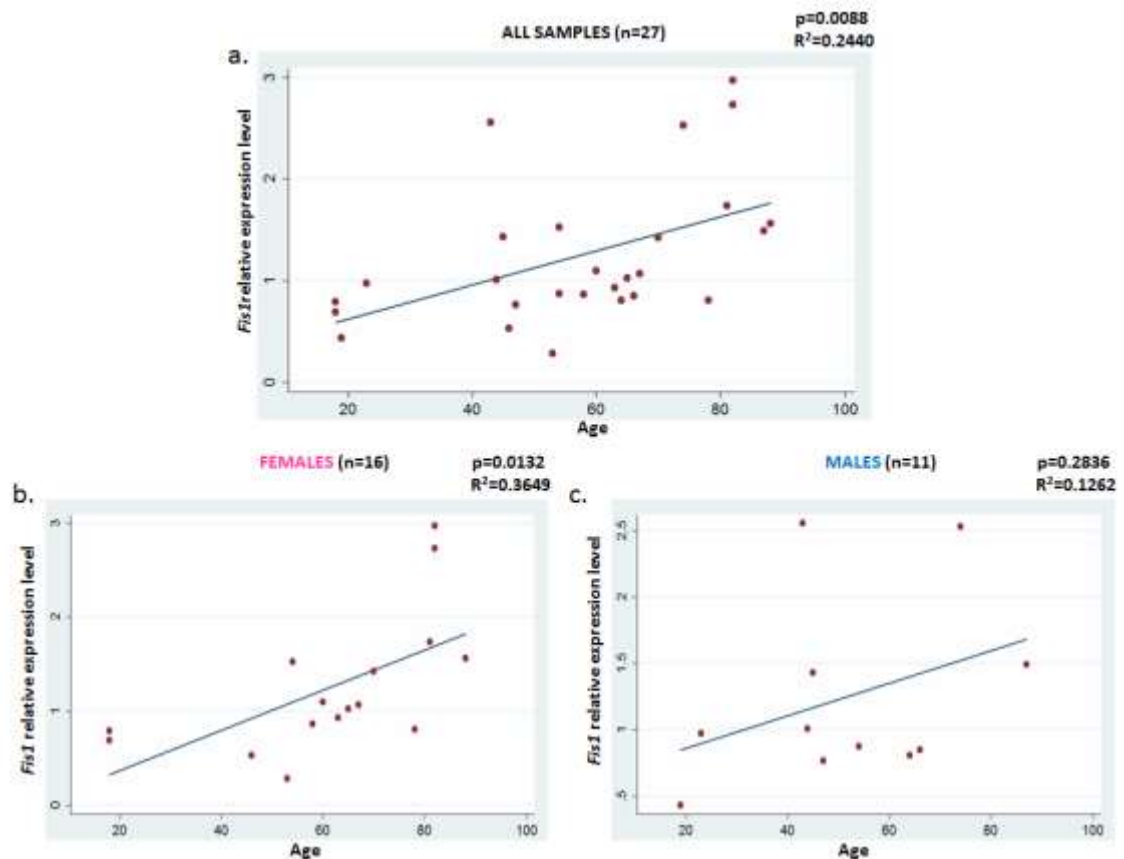 ALL SAMPLES (n=27)
p=0.0088
R²=0.2440
a.
Fis1relative expression level
3
2
1
0
20 40 60 80 100
Age
FEMALES (n=16)
p=0.0132
R²=0.3649
b.
Fis1 relative expression level
3
2
1
0
20 40 60 80 100
Age
MALES (n=11)
p=0.2836
R²=0.1262
c.
Fis1 relative expression level
2.5
2
1.5
1
.5
20 40 60 80 100
Age